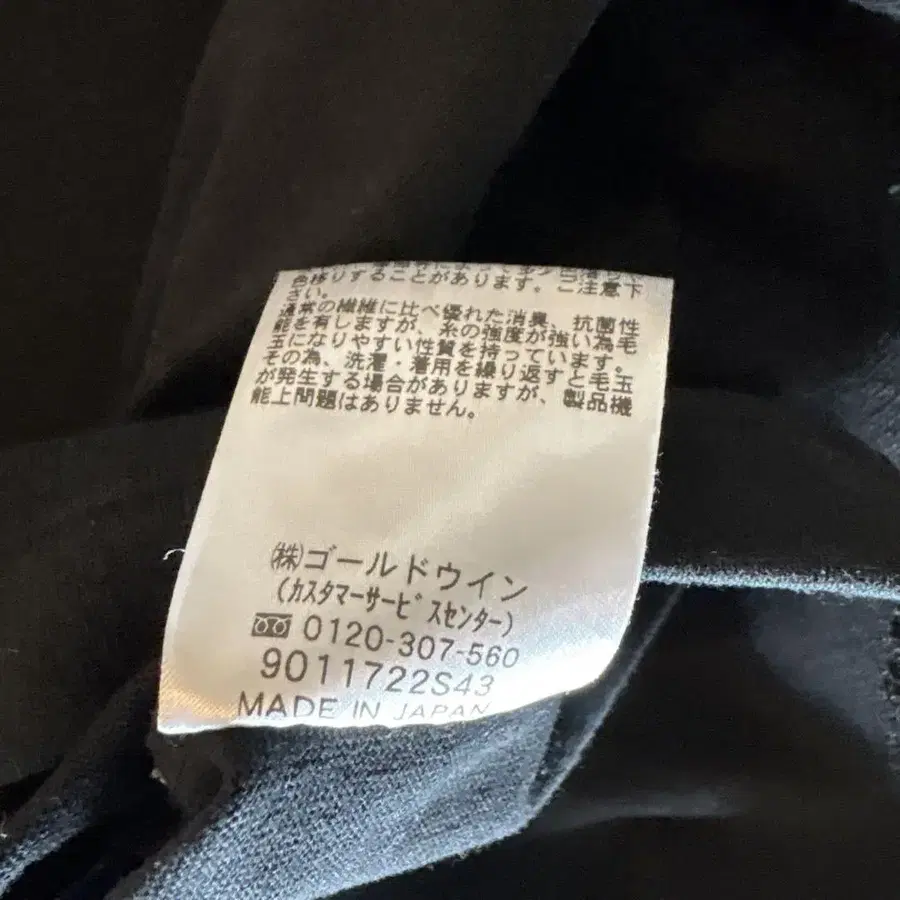 色移りすることがあります。ご注意下
さい。
通常の繊維に比べ優れた消臭、抗菌性
能を有しますが、糸の強度が強い為毛
玉になりやすい性質を持っています。
その為、洗濯・着用を繰り返すと毛玉
が発生する場合がありますが、製品機
能上問題はありません。
㈱ゴールドウイン
(カスタマーサービスセンター)
0120-307-560
9011722S43
MADE IN JAPAN